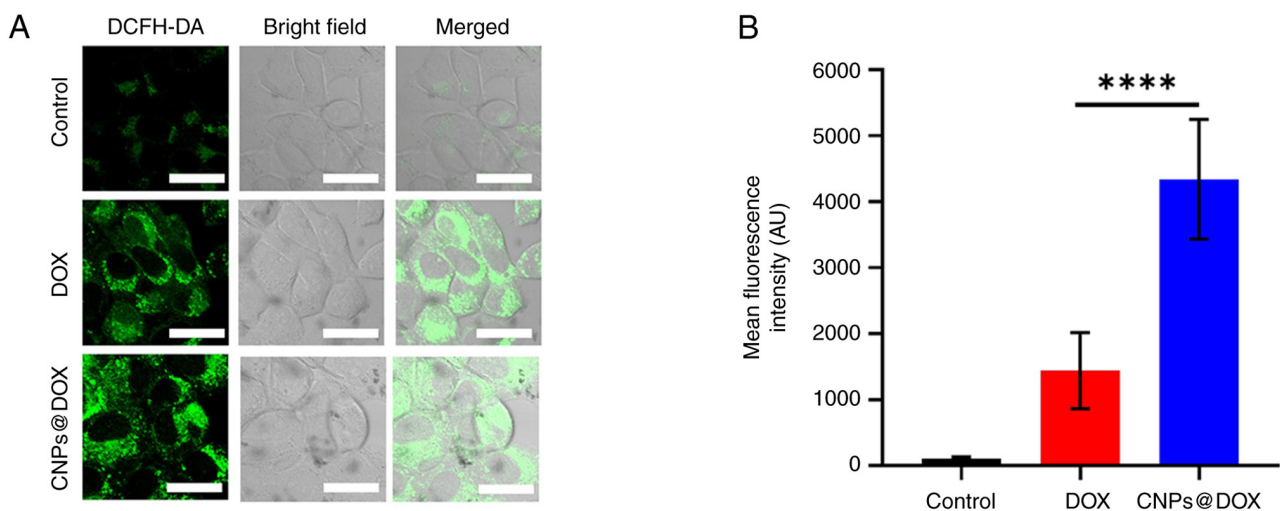 A
DCFH-DA
Bright field
Merged
Control
DOX
CNPs@DOX
B
Mean fluorescence
intensity (AU)
6000
5000
4000
3000
2000
1000
0
****
Control
DOX
CNPs@DOX